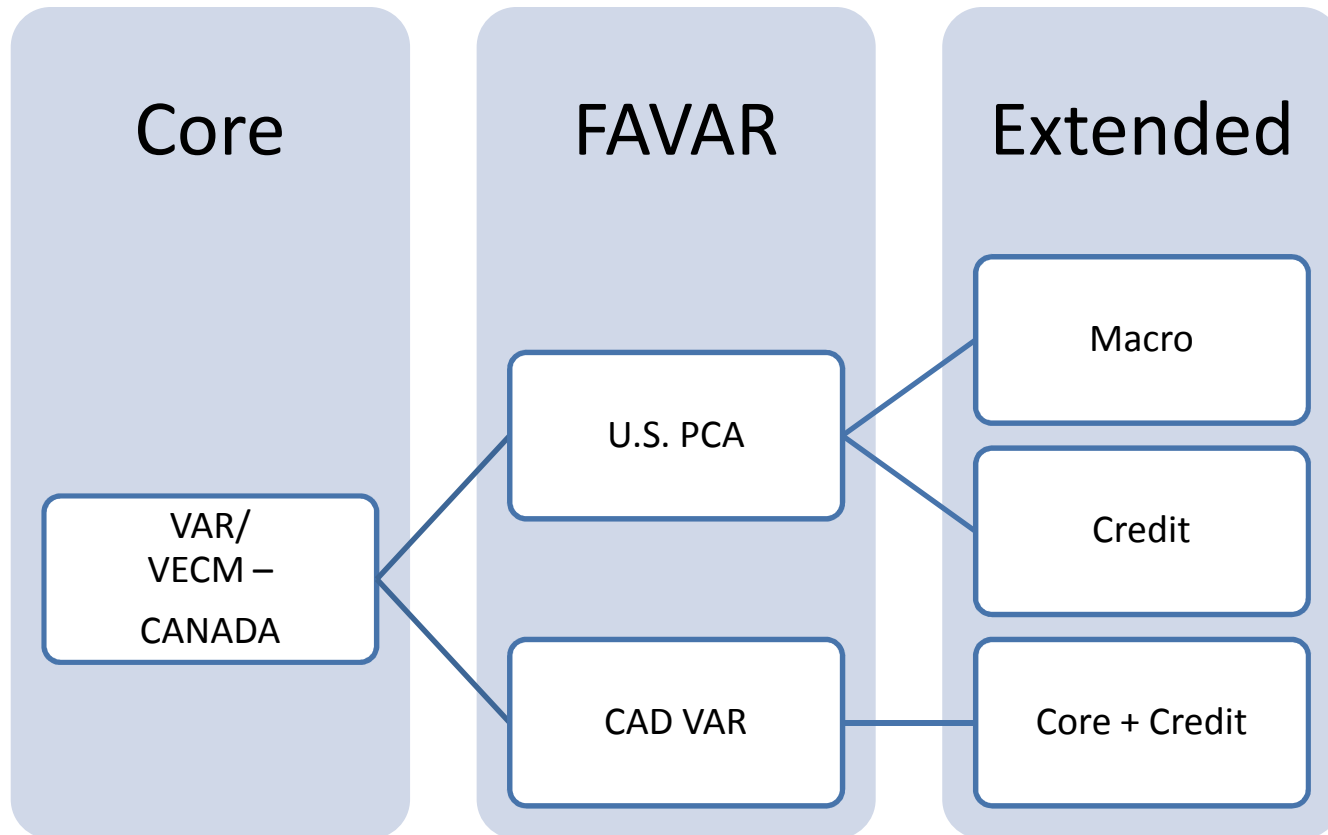 Core
FAVAR
Extended
VAR/
VECM –
CANADA
U.S. PCA
CAD VAR
Macro
Credit
Core + Credit